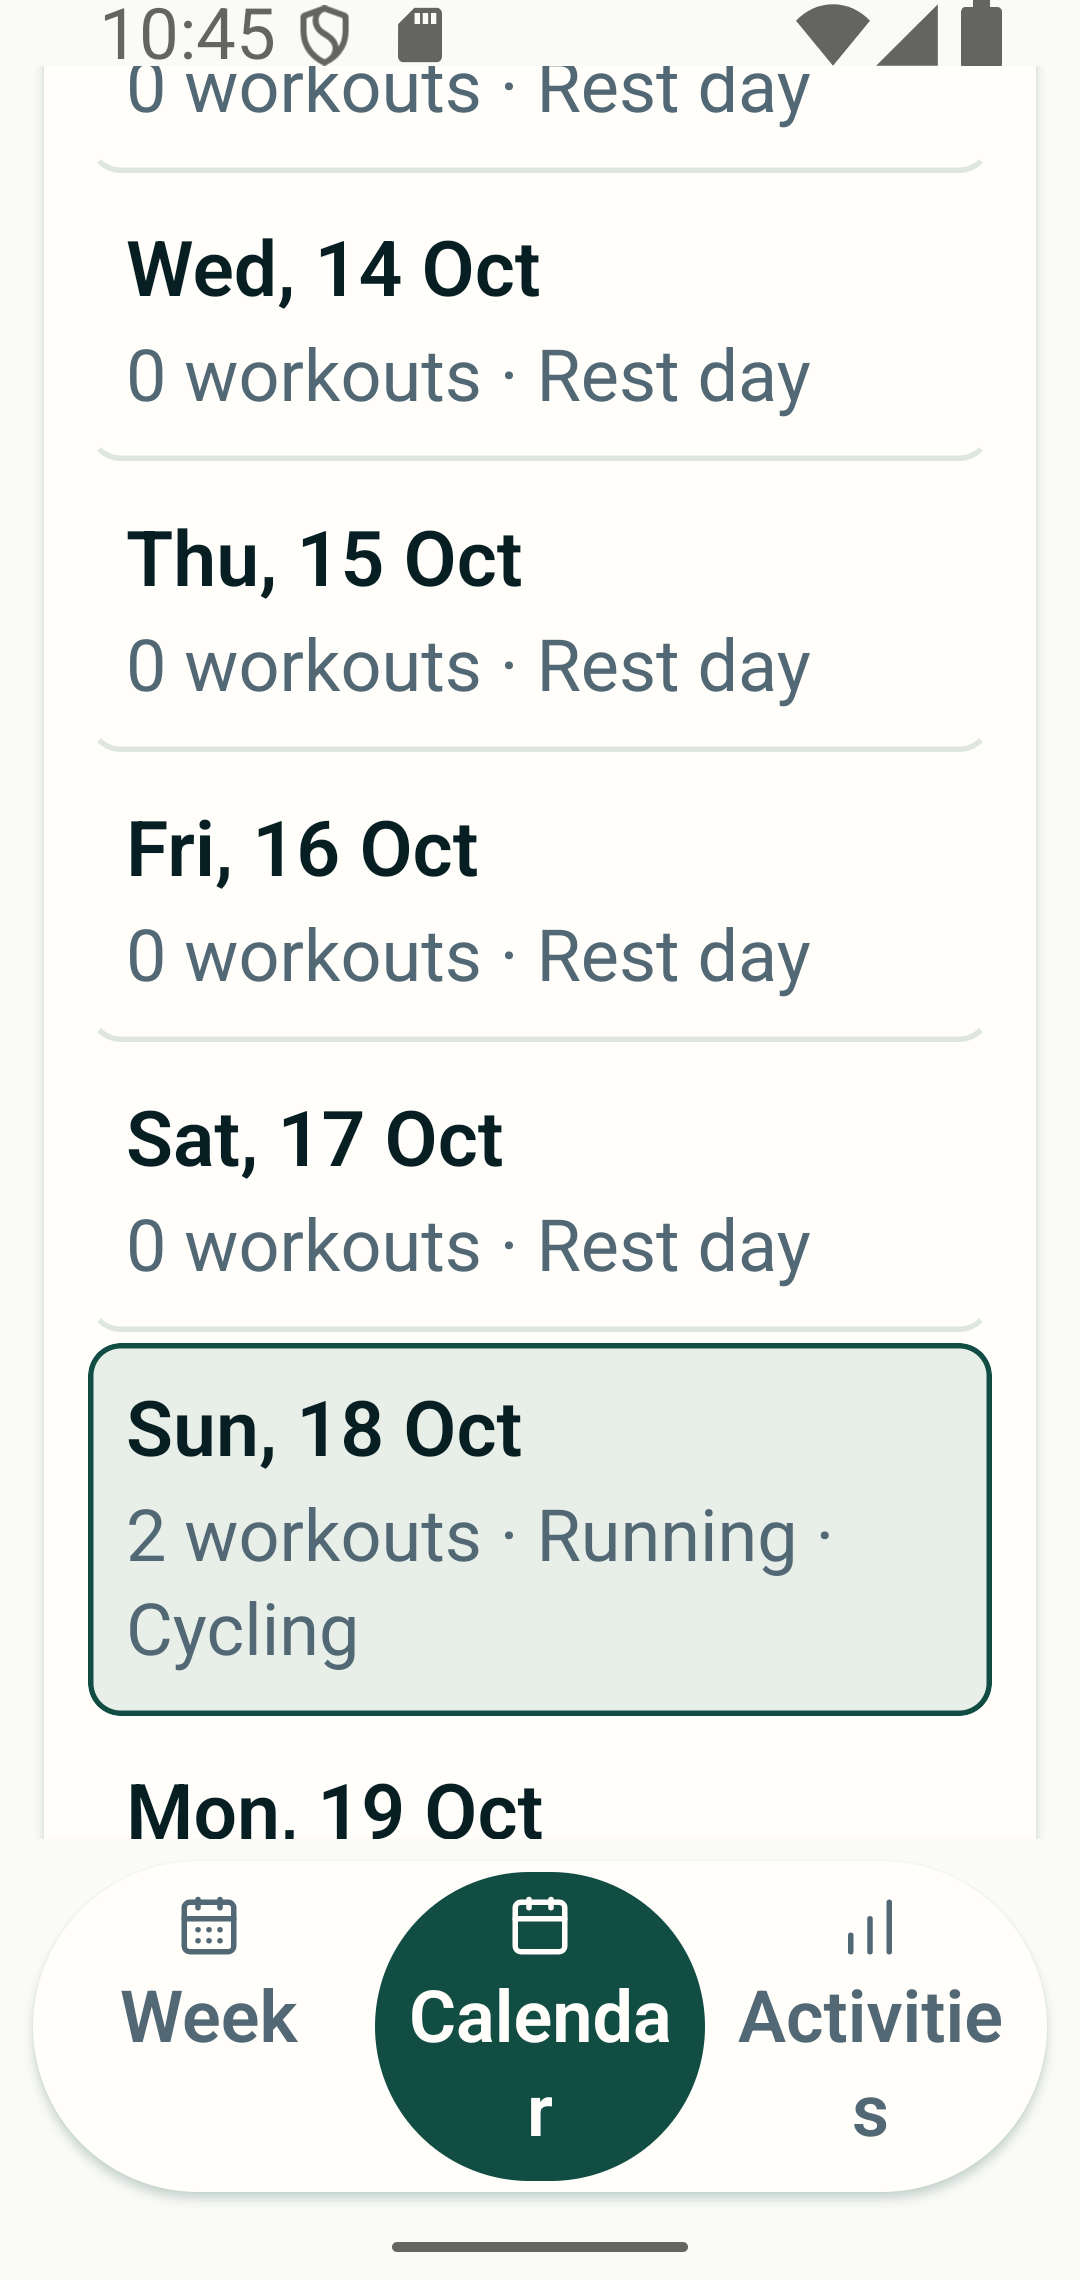 10:45
0 workouts · Rest day
Wed, 14 Oct
0 workouts · Rest day
Thu, 15 Oct
0 workouts · Rest day
Fri, 16 Oct
0 workouts · Rest day
Sat, 17 Oct
0 workouts · Rest day
Sun, 18 Oct
2 workouts · Running ·
Cycling
Mon, 19 Oct
Week
Calenda
r
Activitie
s